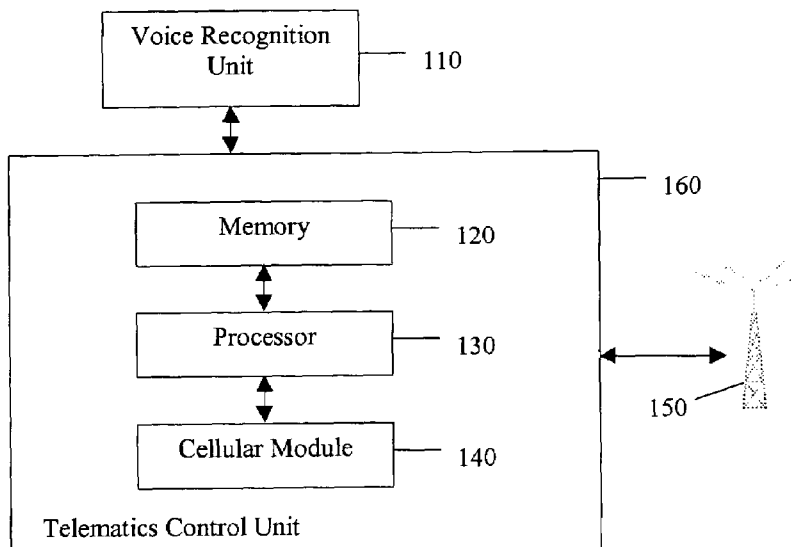 Voice Recognition
Unit
110
160
Memory
120
Processor
130
150
Cellular Module
140
Telematics Control Unit